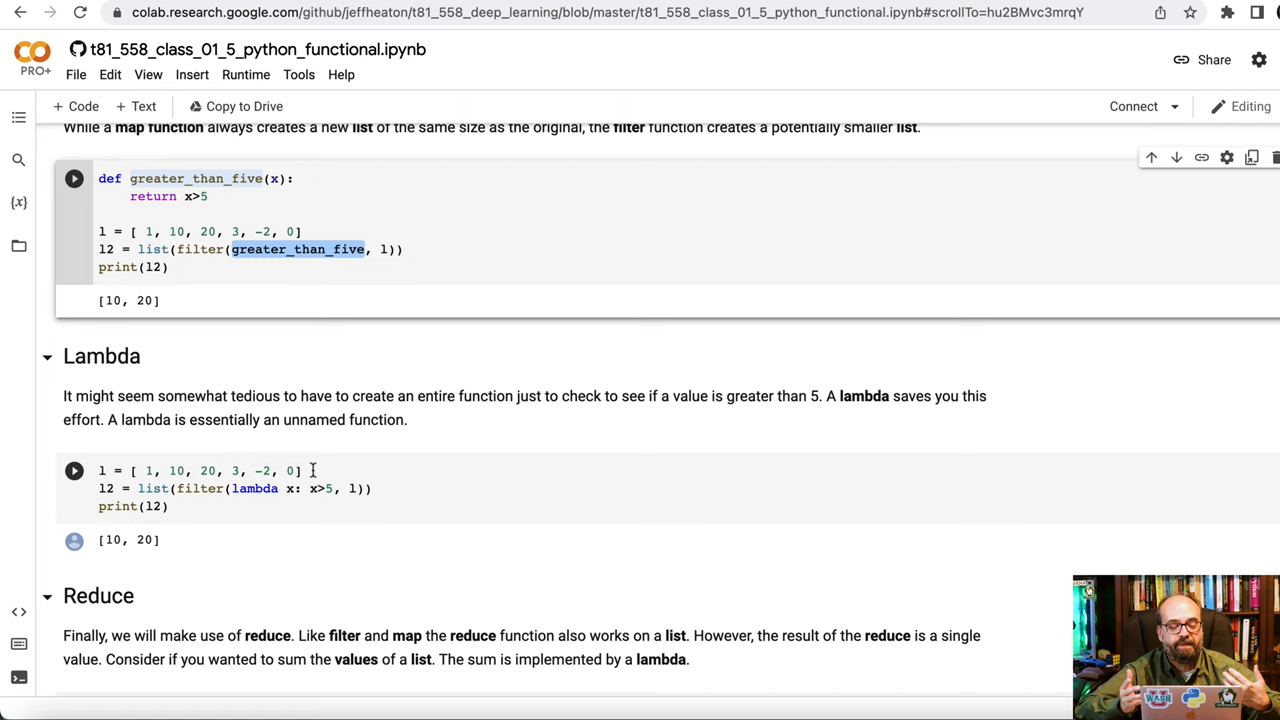 colab.research.google.com/github/jeffheaton/t81_558_deep_learning/blob/master/t81_558_class_01_5_python_functional.ipynb#scrollTo=hu2BMvc3mrqY
CO
PRO+
t81_558_class_01_5_python_functional.ipynb
File Edit View Insert Runtime Tools Help
Share
+ Code + Text Copy to Drive
Connect Editing
While a map function always creates a new list of the same size as the original, the filter function creates a potentially smaller list.
def greater_than_five(x):
return x>5
l = [ 1, 10, 20, 3, -2, 0]
l2 = list(filter(greater_than_five, l))
print(l2)
[10, 20]
Lambda
It might seem somewhat tedious to have to create an entire function just to check to see if a value is greater than 5. A lambda saves you this
effort. A lambda is essentially an unnamed function.
l = [ 1, 10, 20, 3, -2, 0]
l2 = list(filter(lambda x: x>5, l))
print(l2)
[10, 20]
Reduce
Finally, we will make use of reduce. Like filter and map the reduce function also works on a list. However, the result of the reduce is a single
value. Consider if you wanted to sum the values of a list. The sum is implemented by a lambda.
WASH